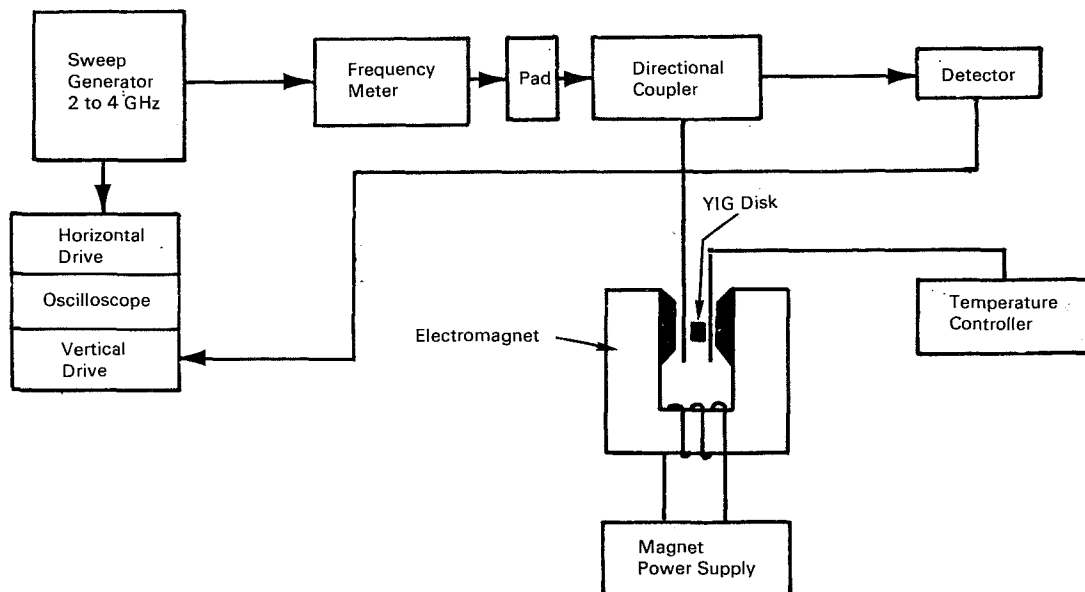 Sweep
Generator
2 to 4 GHz
Frequency
Meter
Pad
Directional
Coupler
Detector
Horizontal
Drive
Oscilloscope
Vertical
Drive
YIG Disk
Electromagnet
Temperature
Controller
Magnet
Power Supply